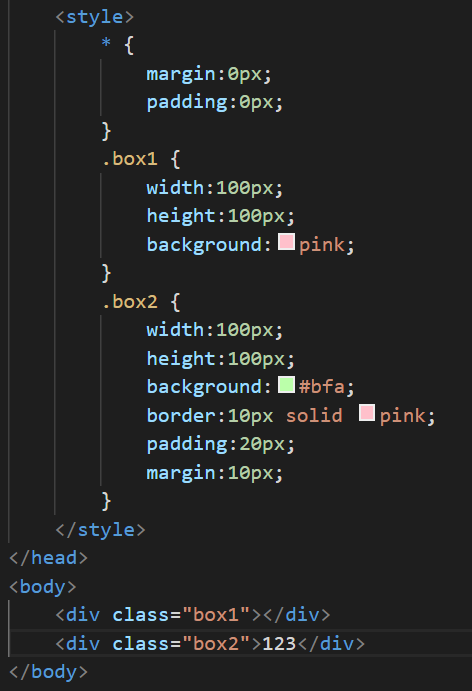 <style>
* {
margin:0px;
padding:0px;
}
.box1 {
width:100px;
height:100px;
background:pink;
}
.box2 {
width:100px;
height:100px;
background:#bfa;
border:10px solid pink;
padding:20px;
margin:10px;
}
</style>
</head>
<body>
<div class="box1"></div>
<div class="box2">123</div>
</body>